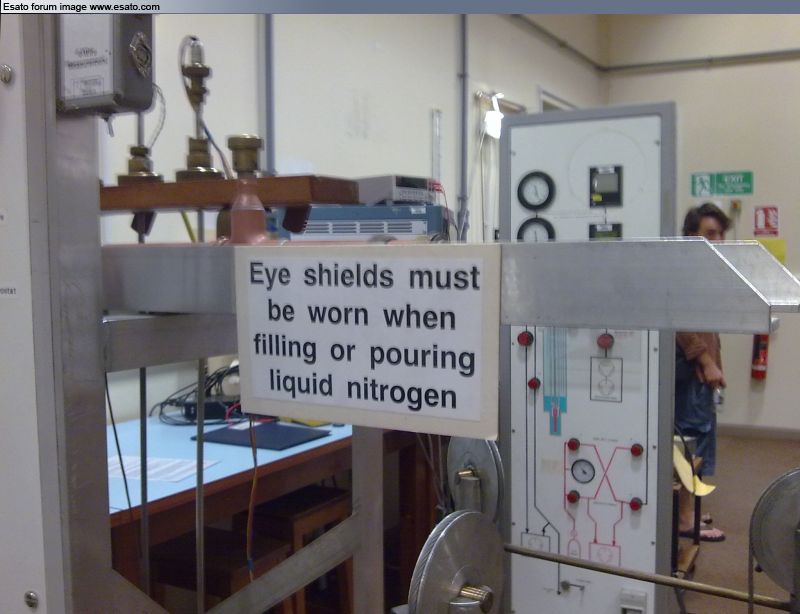 Esato forum image www.esato.com
EXIT
Eye shields must
be worn when
filling or pouring
liquid nitrogen